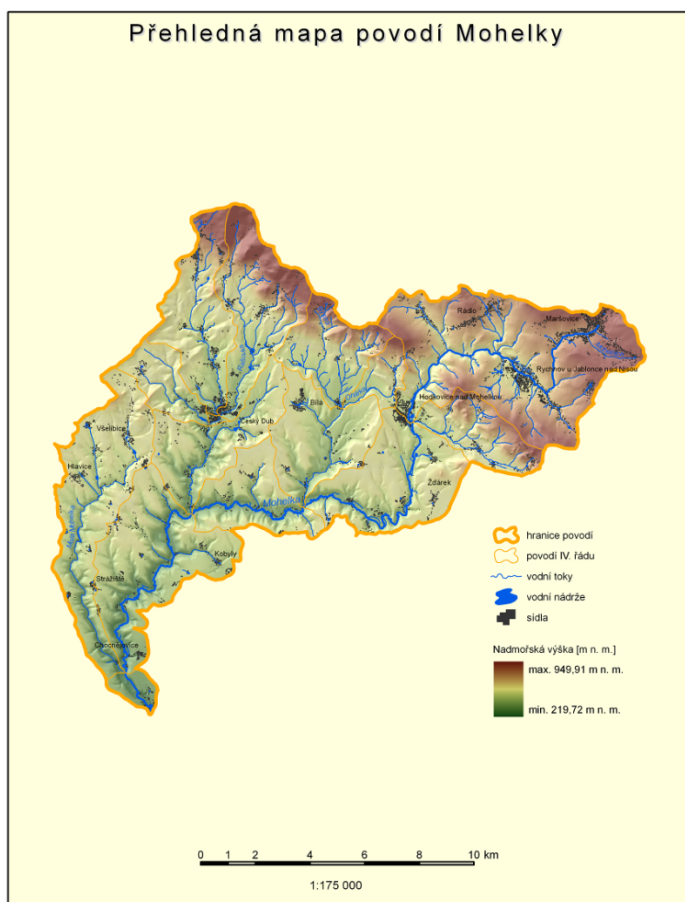 Přehledná mapa povodí Mohelky
Rádlo
Maršovice
Rychnov u Jablonce nad Nisou
Hodkovice nad Mohelkou
Bílá
Český Dub
Všelibice
Hlavice
Žďárek
Mohelka
Kobyly
Strážiště
Chocnějovice
hranice povodí
povodí IV. řádu
vodní toky
vodní nádrže
sídla
Nadmořská výška [m n. m.]
max. 949,91 m n. m.
min. 219,72 m n. m.
0 1 2 4 6 8 10 km
1:175 000